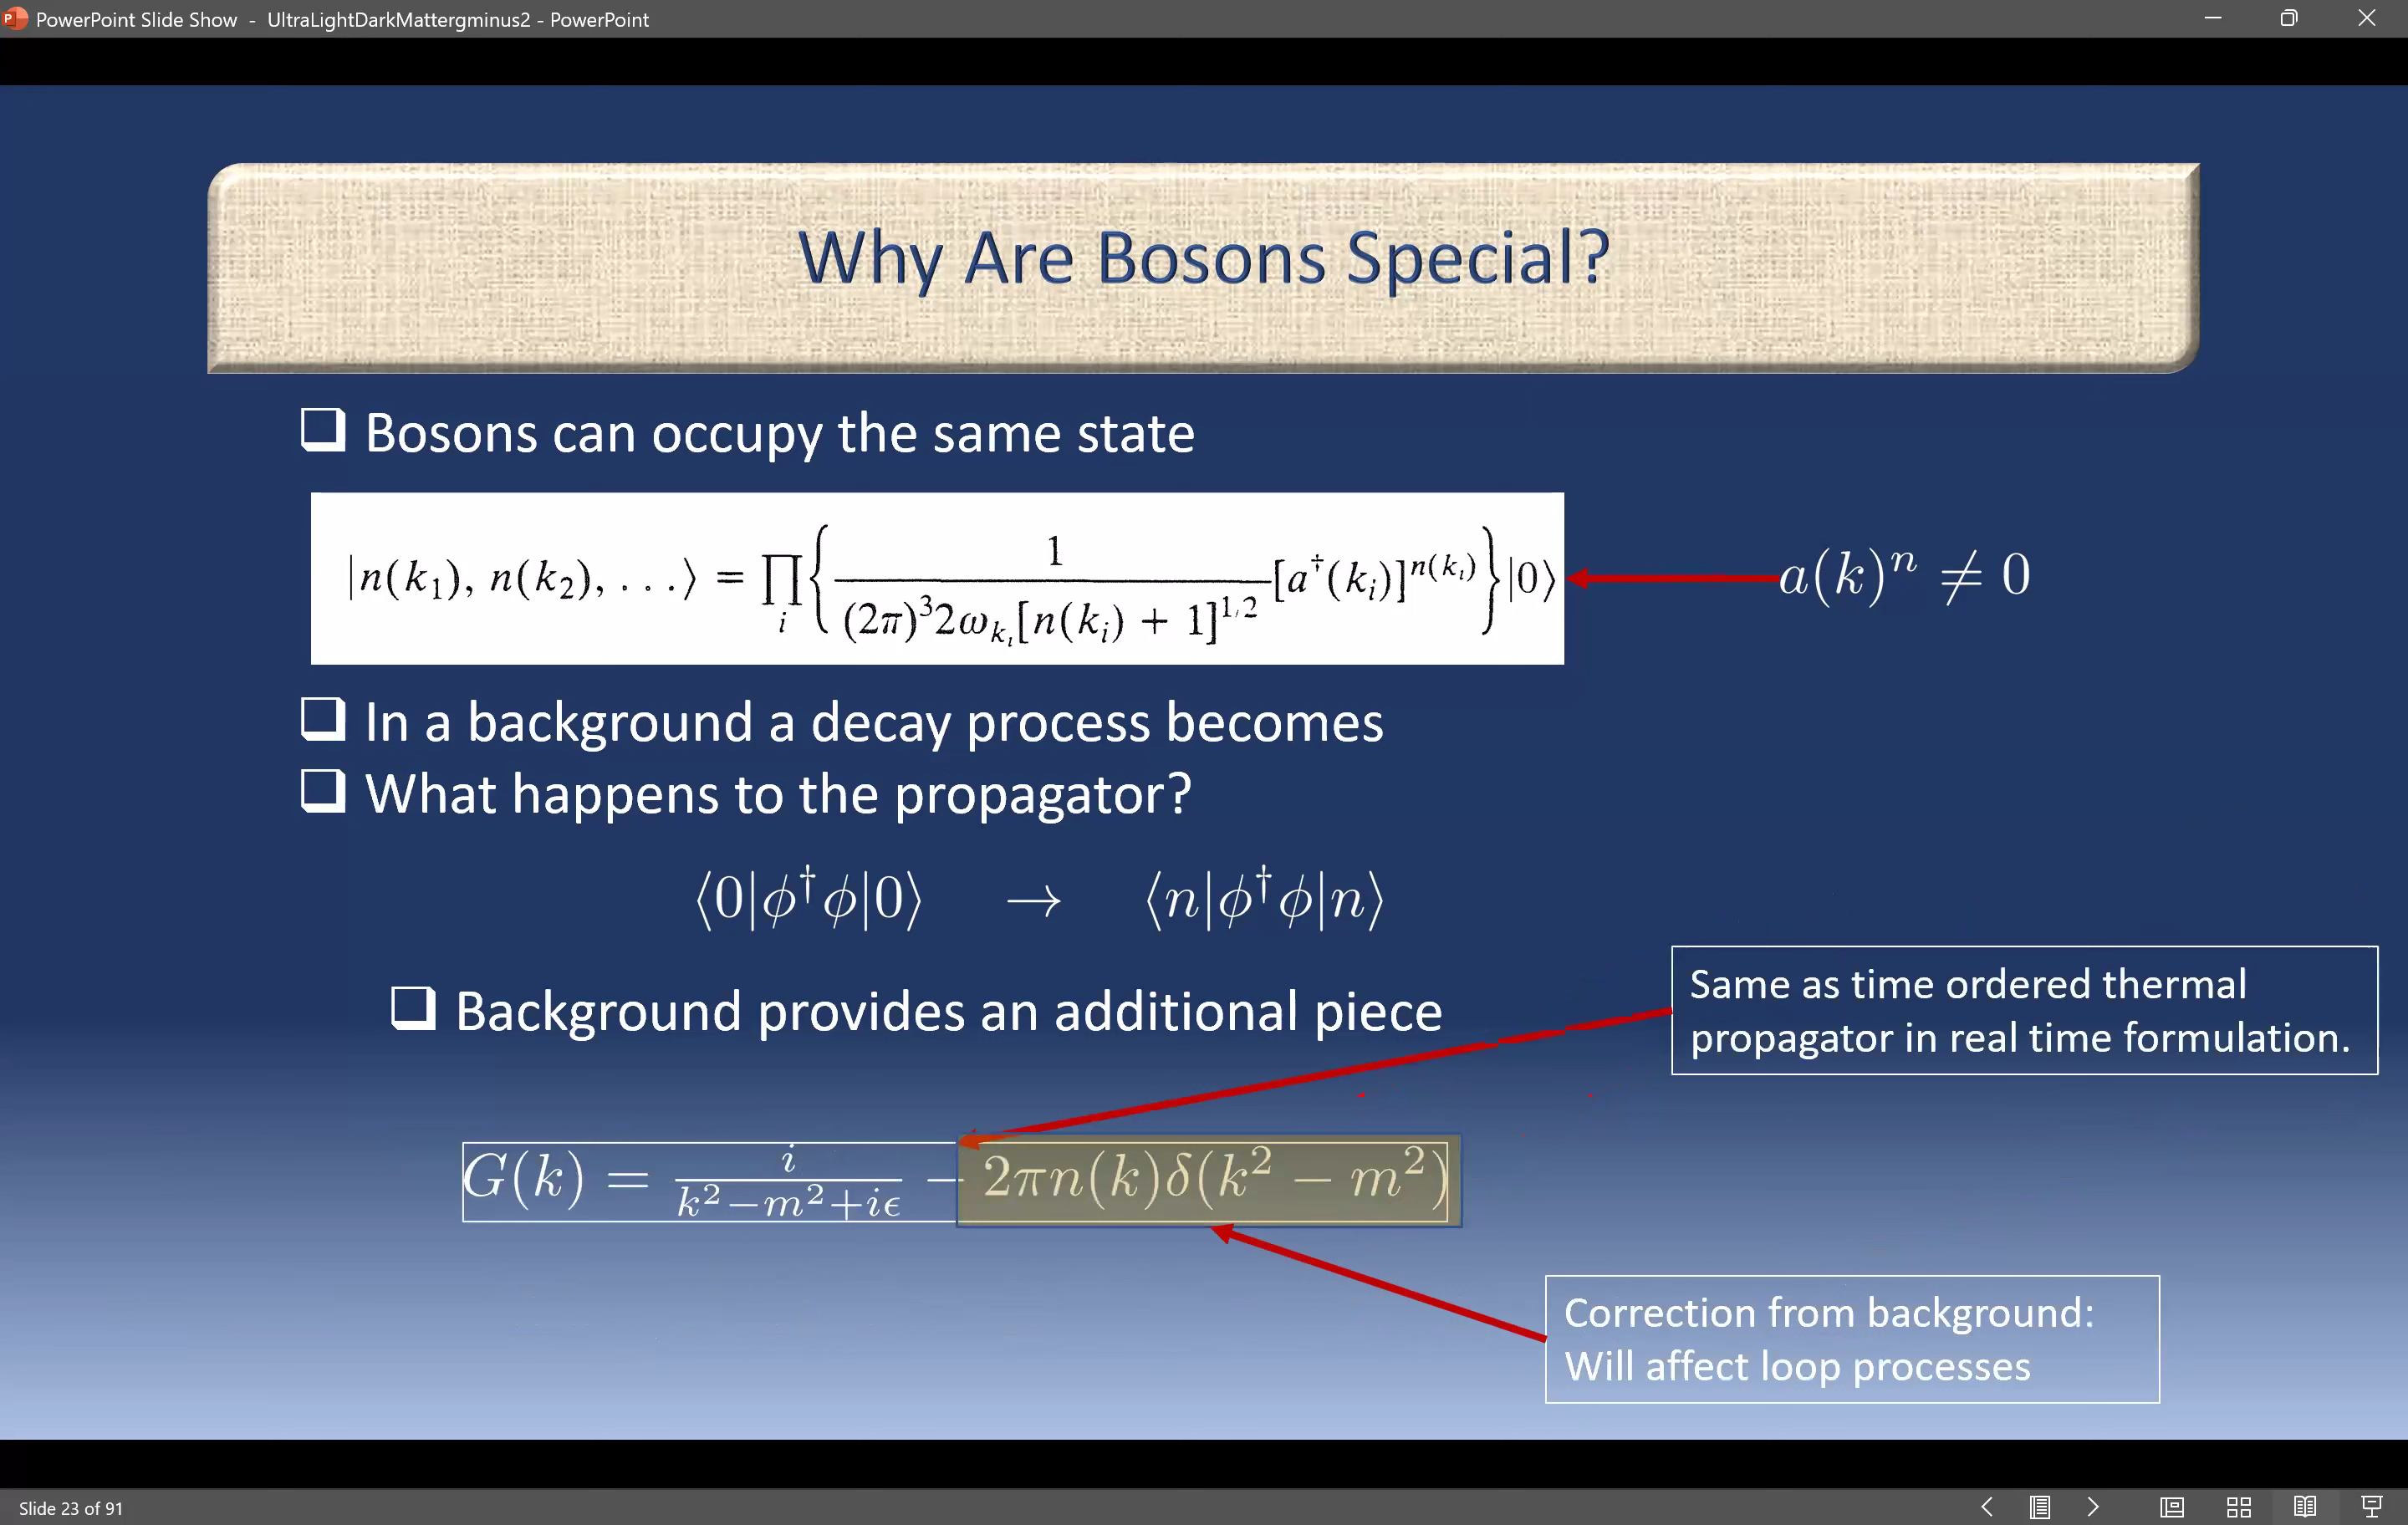 PowerPoint Slide Show - UltraLightDarkMattergminus2 - PowerPoint
Why Are Bosons Special?
❑ Bosons can occupy the same state
|n(k₁), n(k₂), . . .⟩ = ∏ᵢ { 1 / (2π)³2ω_{kᵢ}[n(kᵢ) + 1]^{1/2} [a†(kᵢ)]^{n(kᵢ)} } |0⟩
a(k)ⁿ ≠ 0
❑ In a background a decay process becomes
❑ What happens to the propagator?
⟨0|ϕ†ϕ|0⟩ → ⟨n|ϕ†ϕ|n⟩
❑ Background provides an additional piece
Same as time ordered thermal
propagator in real time formulation.
G(k) = i / (k²−m²+iϵ) − 2πn(k)δ(k² − m²)
Correction from background:
Will affect loop processes
Slide 23 of 91